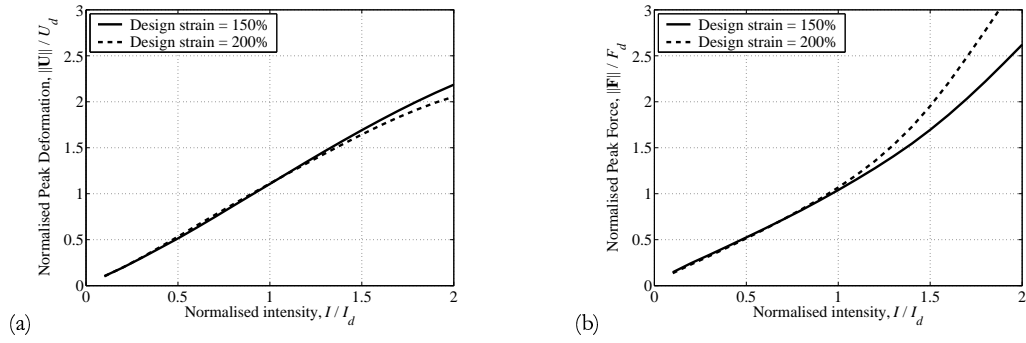 Design strain = 150%
Design strain = 200%
Normalised Peak Deformation, ||U|| / U_d
3
2.5
2
1.5
1
0.5
0
0 0.5 1 1.5 2
Normalised intensity, I / I_d
(a)
Design strain = 150%
Design strain = 200%
Normalised Peak Force, ||F|| / F_d
3
2.5
2
1.5
1
0.5
0
0 0.5 1 1.5 2
Normalised intensity, I / I_d
(b)